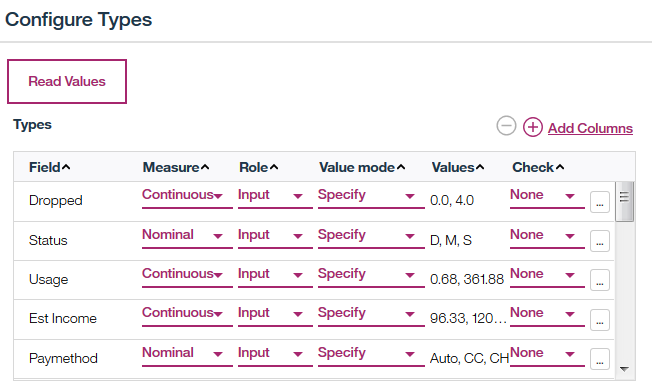 Configure Types
Read Values
Types
Add Columns
Field Measure Role Value mode Values Check
Dropped Continuous Input Specify 0.0, 4.0 None ...
Status Nominal Input Specify D, M, S None ...
Usage Continuous Input Specify 0.68, 361.88 None ...
Est Income Continuous Input Specify 96.33, 120... None ...
Paymethod Nominal Input Specify Auto, CC, CH None ...